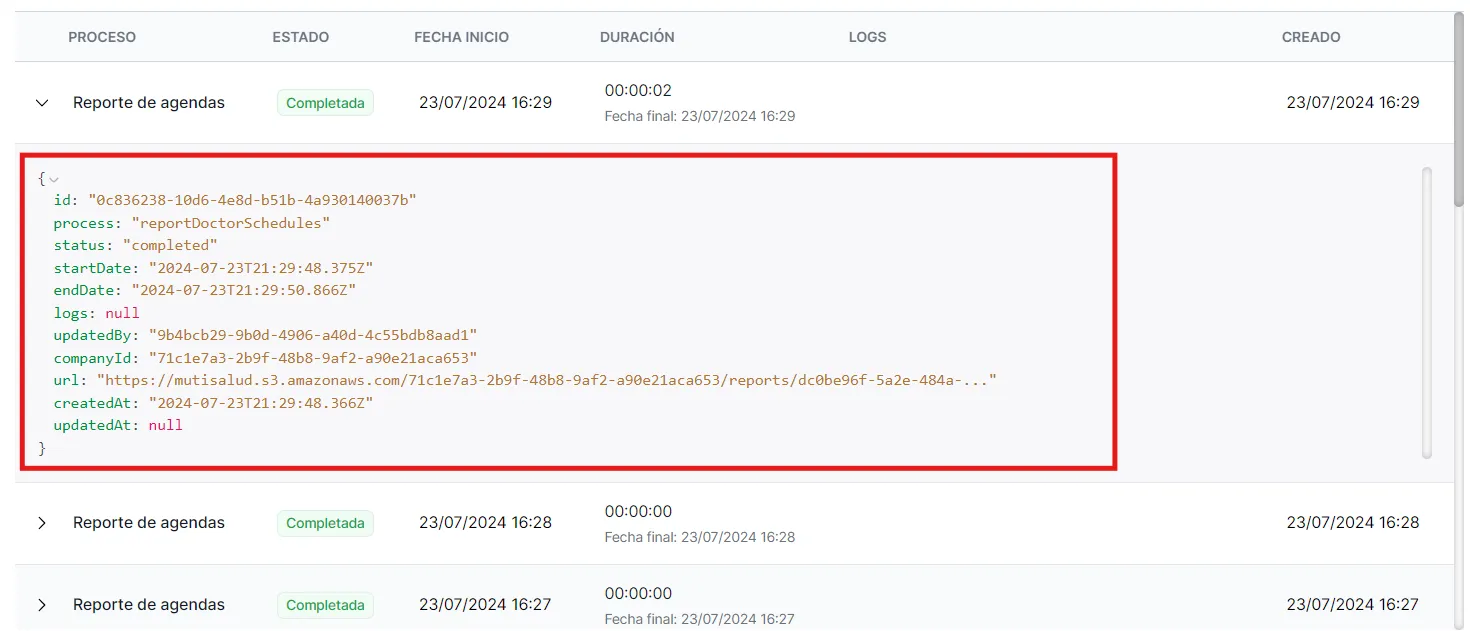 PROCESO ESTADO FECHA INICIO DURACIÓN LOGS CREADO
Reporte de agendas Completada 23/07/2024 16:29 00:00:02 23/07/2024 16:29
Fecha final: 23/07/2024 16:29
{
id: "0c836238-10d6-4e8d-b51b-4a930140037b"
process: "reportDoctorSchedules"
status: "completed"
startDate: "2024-07-23T21:29:48.375Z"
endDate: "2024-07-23T21:29:50.866Z"
logs: null
updatedBy: "9b4bcb29-9b0d-4906-a40d-4c55bdb8aad1"
companyId: "71c1e7a3-2b9f-48b8-9af2-a90e21aca653"
url: "https://mutisalud.s3.amazonaws.com/71c1e7a3-2b9f-48b8-9af2-a90e21aca653/reports/dc0be96f-5a2e-484a-..."
createdAt: "2024-07-23T21:29:48.366Z"
updatedAt: null
}
Reporte de agendas Completada 23/07/2024 16:28 00:00:00 23/07/2024 16:28
Fecha final: 23/07/2024 16:28
Reporte de agendas Completada 23/07/2024 16:27 00:00:00 23/07/2024 16:27
Fecha final: 23/07/2024 16:27